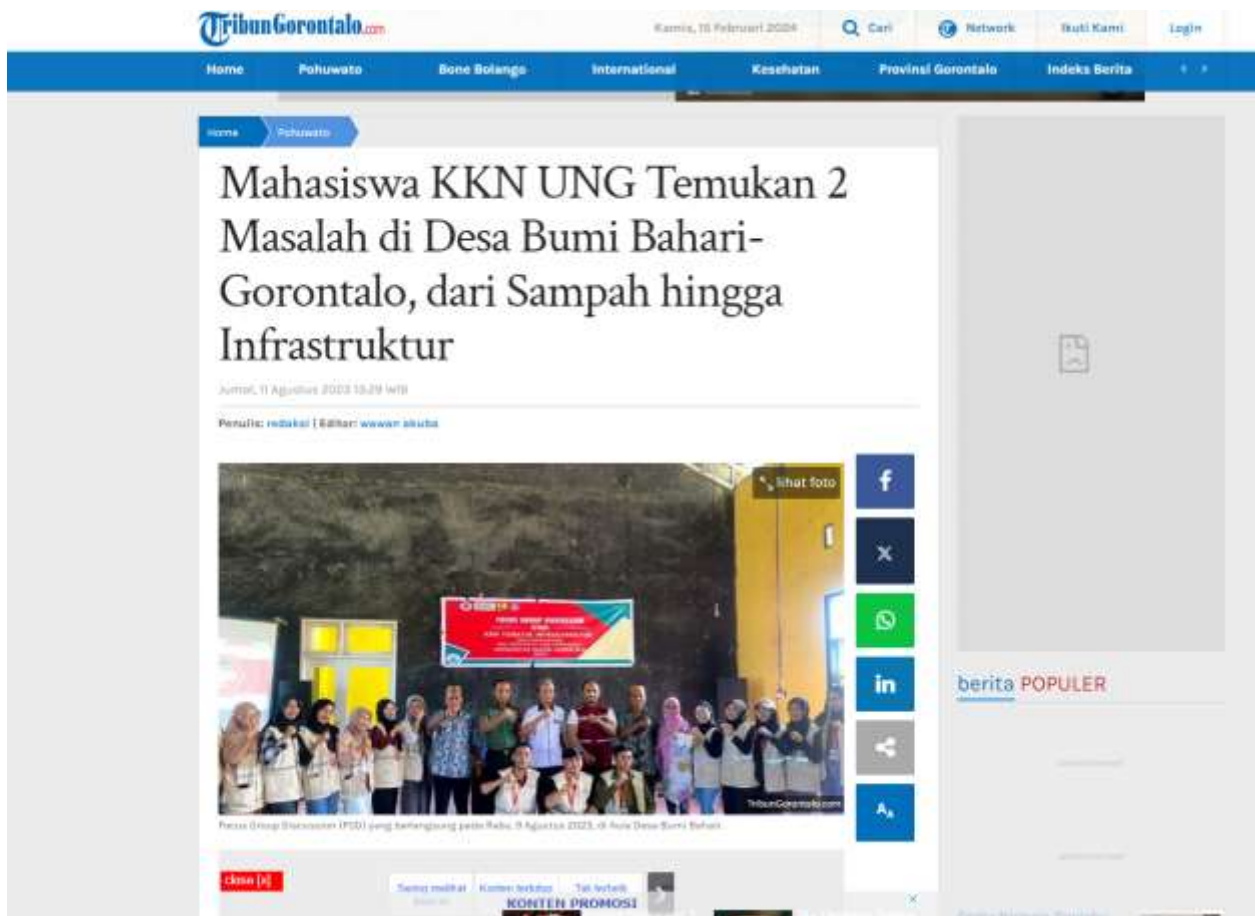 TribunGorontalo.com
Kamis, 15 Februari 2024
Cari
Network
Ikuti Kami
Login
Home
Pohuwato
Bone Bolango
International
Kesehatan
Provinsi Gorontalo
Indeks Berita
Home
Pohuwato
Mahasiswa KKN UNG Temukan 2
Masalah di Desa Bumi Bahari-
Gorontalo, dari Sampah hingga
Infrastruktur
Jumat, 11 Agustus 2023 13:29 WIB
Penulis: redaksi | Editor: wawan akuba
lihat foto
TribunGorontalo.com
Focus Group Discussion (FGD) yang berlangsung pada Rabu, 9 Agustus 2023, di Aula Desa Bumi Bahari.
berita POPULER
close [x]
KONTEN PROMOSI